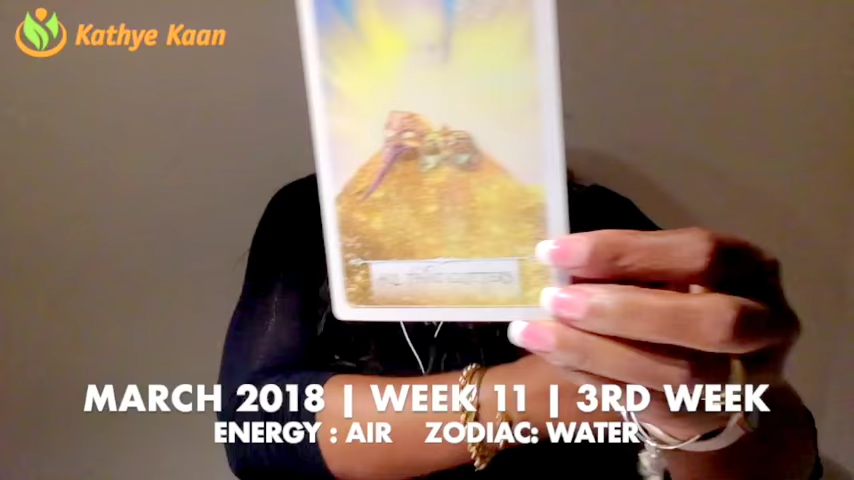 Kathye Kaan
MARCH 2018 | WEEK 11 | 3RD WEEK
ENERGY : AIR ZODIAC: WATER